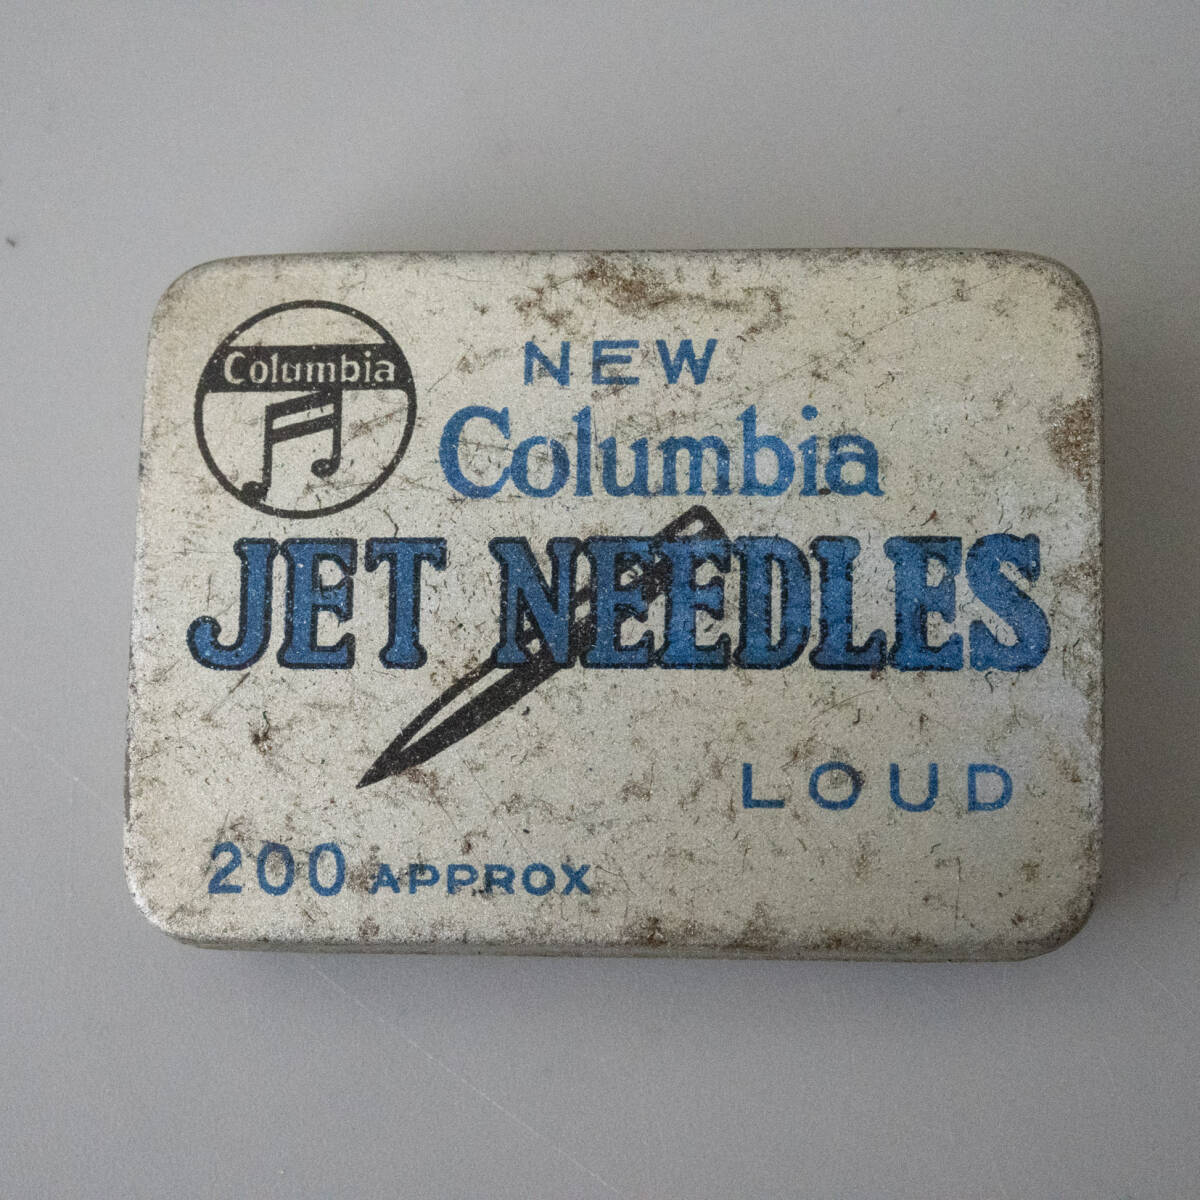 Columbia
NEW
Columbia
JET NEEDLES
LOUD
200 APPROX